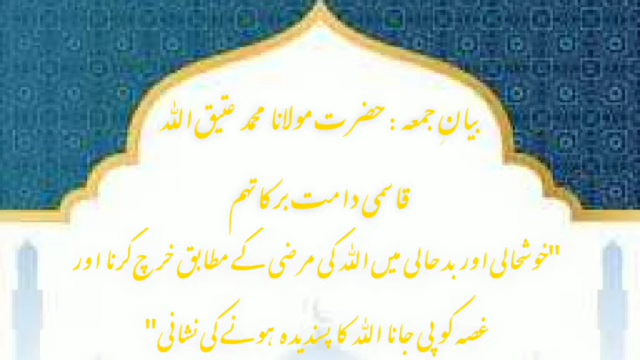 بیان جمعہ : حضرت مولانا محمد عتیق اللہ
قاسمی دامت برکاتہم
"خوشحالی اور بدحالی میں اللہ کی مرضی کے مطابق خرچ کرنا اور
غصہ کو پی جانا اللہ کا پسندیدہ ہونے کی نشانی"